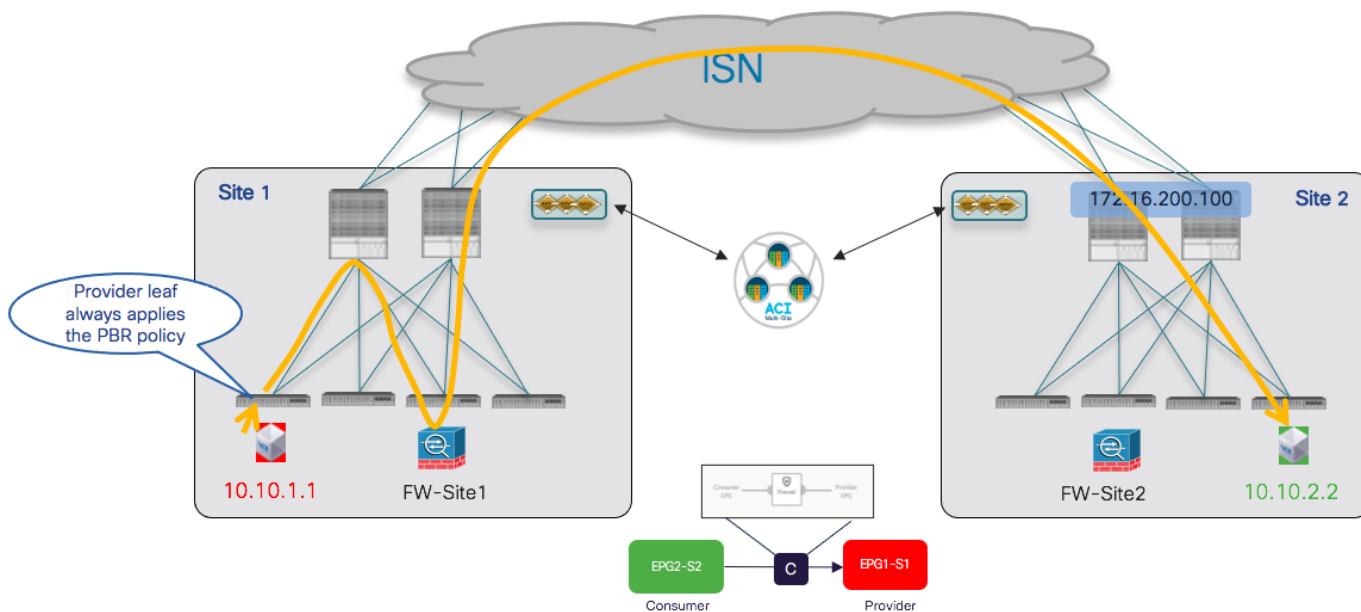 ISN
Site 1
172.16.200.100
Site 2
Provider leaf
always applies
the PBR policy
ACI
Multi-Site
10.10.1.1
FW-Site1
FW-Site2
10.10.2.2
Consumer
EPG
Firewall
Provider
EPG
EPG2-S2
C
EPG1-S1
Consumer
Provider